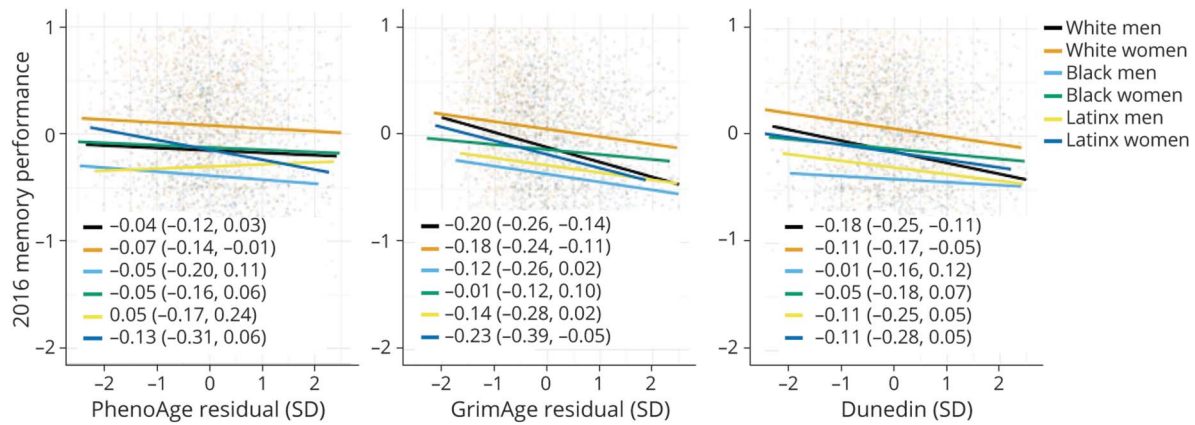 2016 memory performance
1
0
−1
−2
−0.04 (−0.12, 0.03)
−0.07 (−0.14, −0.01)
−0.05 (−0.20, 0.11)
−0.05 (−0.16, 0.06)
0.05 (−0.17, 0.24)
−0.13 (−0.31, 0.06)
−2 −1 0 1 2
PhenoAge residual (SD)
1
0
−1
−2
−0.20 (−0.26, −0.14)
−0.18 (−0.24, −0.11)
−0.12 (−0.26, 0.02)
−0.01 (−0.12, 0.10)
−0.14 (−0.28, 0.02)
−0.23 (−0.39, −0.05)
−2 −1 0 1 2
GrimAge residual (SD)
1
0
−1
−2
−0.18 (−0.25, −0.11)
−0.11 (−0.17, −0.05)
−0.01 (−0.16, 0.12)
−0.05 (−0.18, 0.07)
−0.11 (−0.25, 0.05)
−0.11 (−0.28, 0.05)
−2 −1 0 1 2
Dunedin (SD)
White men
White women
Black men
Black women
Latinx men
Latinx women